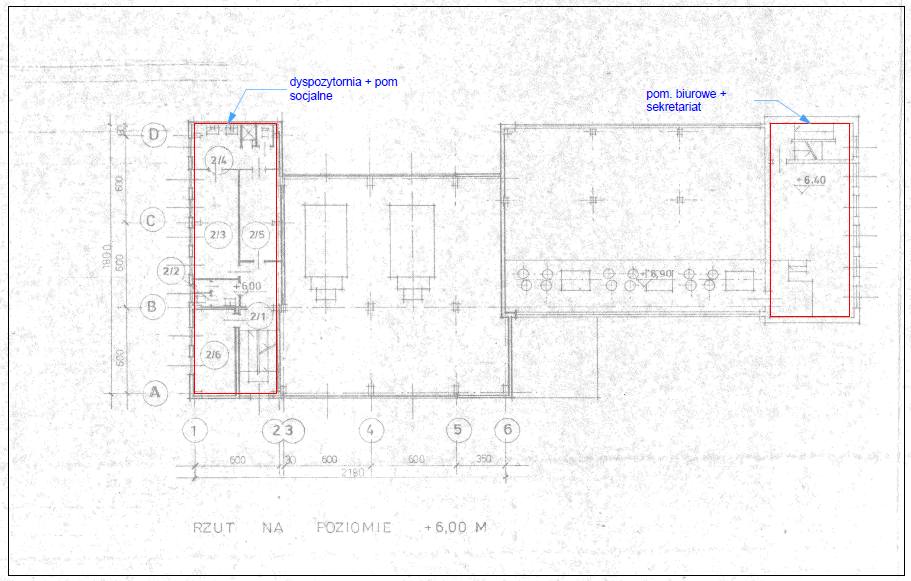 dyspozytornia + pom
socjalne
pom. biurowe +
sekretariat
D
2/4
+6,40
600
C
2/3
2/5
1800
600
2/2
+6,00
+6,90
B
2/1
600
2/6
A
1
2
3
4
5
6
600
30
600
600
350
2190
RZUT NA POZIOMIE +6,00 M